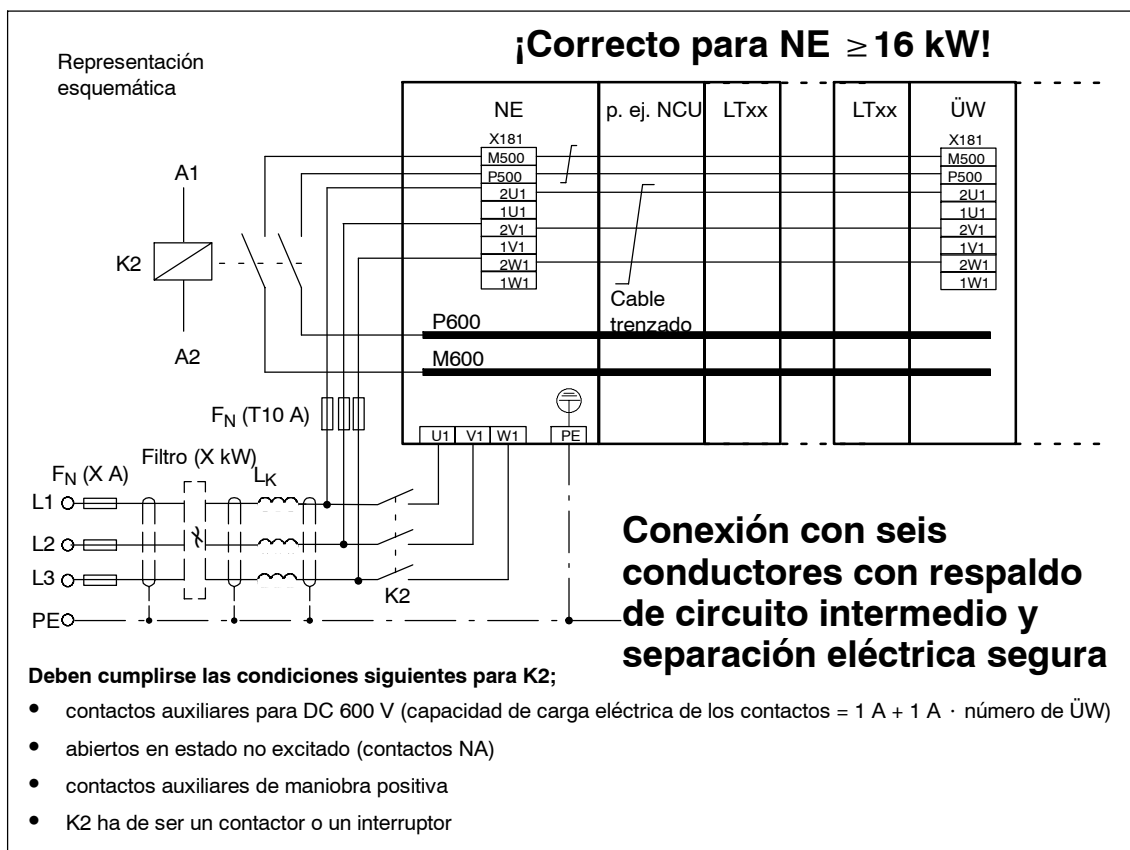 ¡Correcto para NE ≥ 16 kW!
Representación
esquemática
NE
p. ej. NCU
LTxx
LTxx
ÜW
X181
M500
P500
2U1
1U1
2V1
1V1
2W1
1W1
X181
M500
P500
2U1
1U1
2V1
1V1
2W1
1W1
A1
K2
A2
Cable
trenzado
P600
M600
FN (T10 A)
U1 V1 W1 PE
Filtro (X kW)
FN (X A)
LK
L1
L2
L3
K2
PE
Conexión con seis
conductores con respaldo
de circuito intermedio y
separación eléctrica segura
Deben cumplirse las condiciones siguientes para K2;
• contactos auxiliares para DC 600 V (capacidad de carga eléctrica de los contactos = 1 A + 1 A · número de ÜW)
• abiertos en estado no excitado (contactos NA)
• contactos auxiliares de maniobra positiva
• K2 ha de ser un contactor o un interruptor